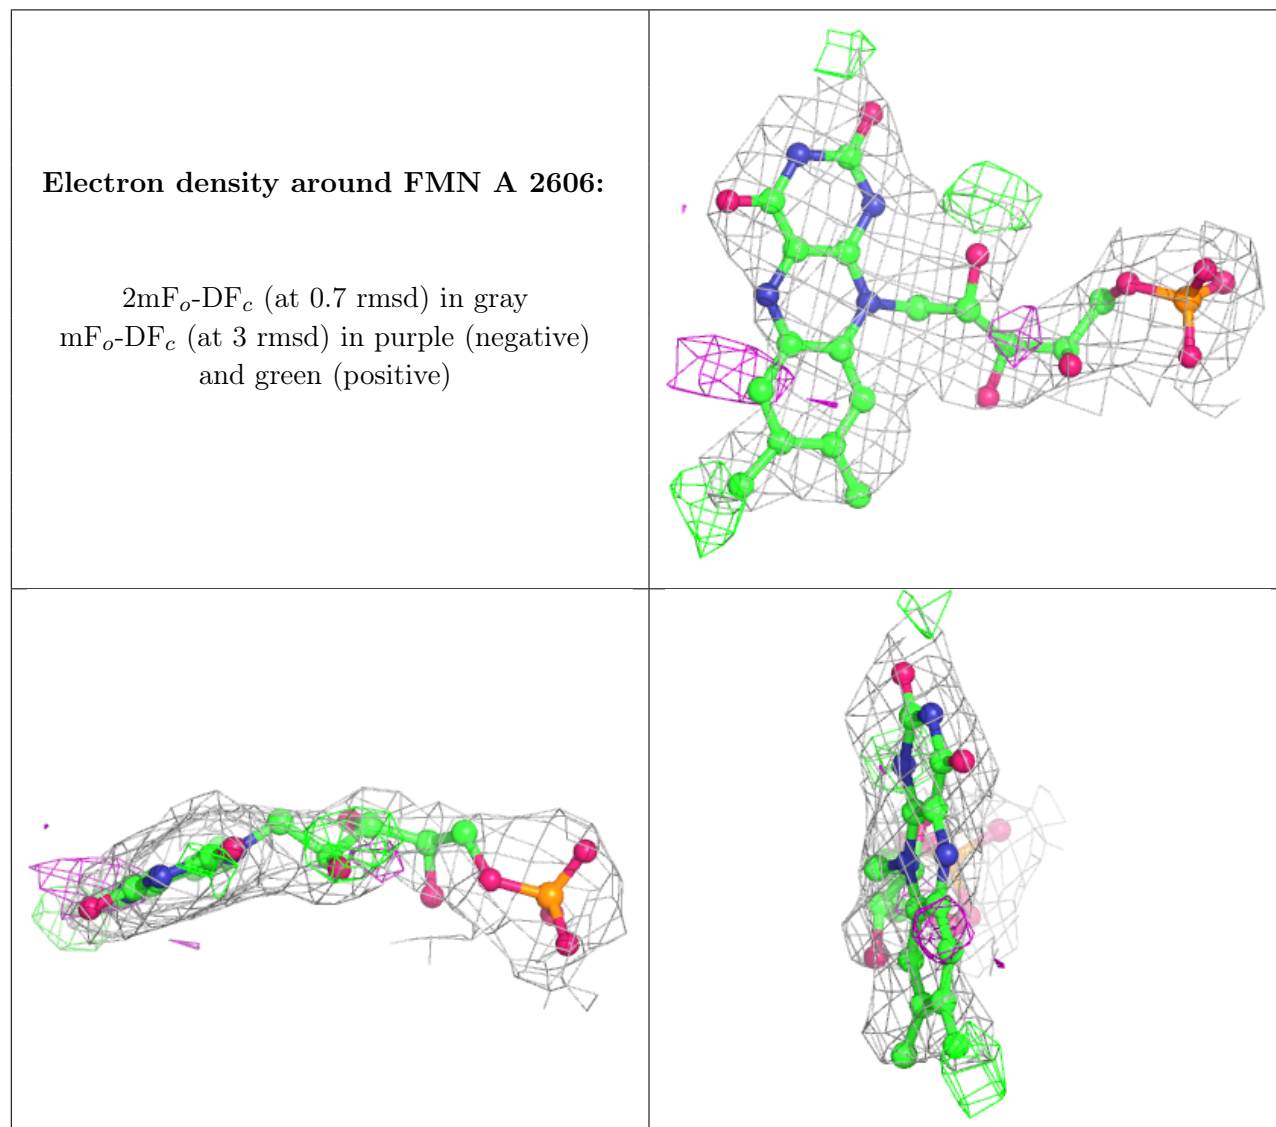 Electron density around FMN A 2606:
2mFo-DFc (at 0.7 rmsd) in gray
mFo-DFc (at 3 rmsd) in purple (negative)
and green (positive)